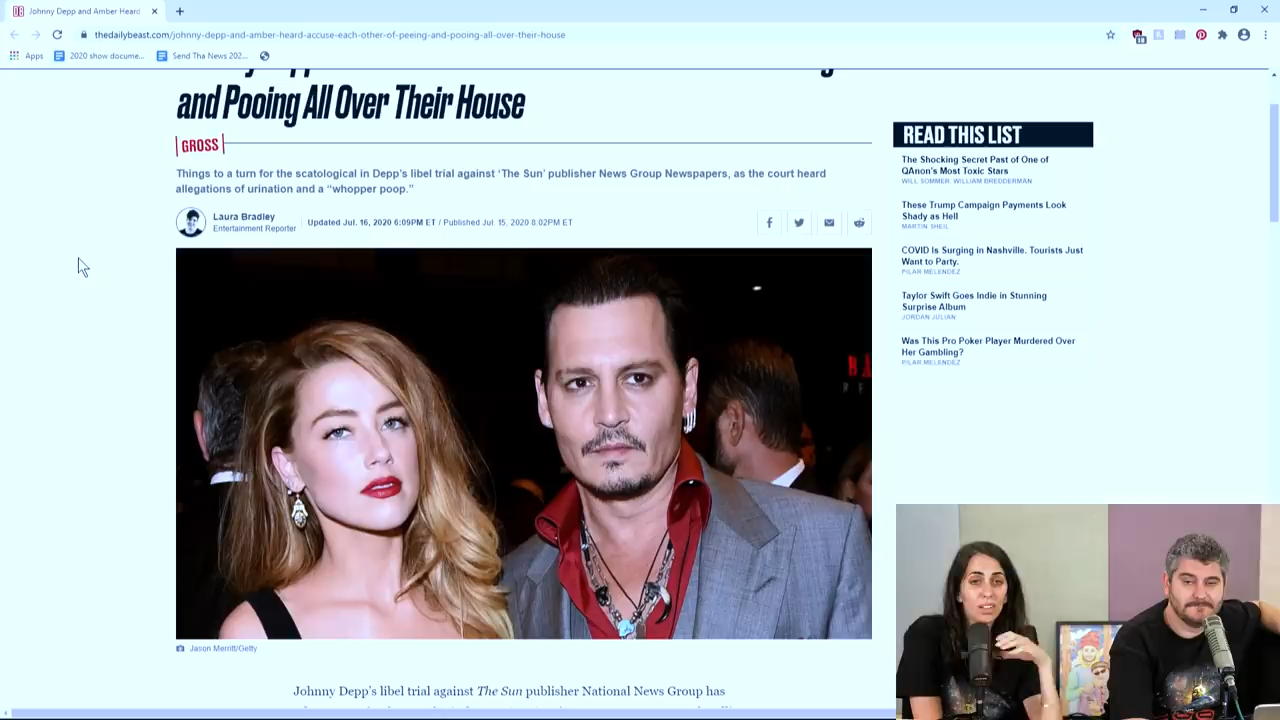 Johnny Depp and Amber Heard
thedailybeast.com/johnny-depp-and-amber-heard-accuse-each-other-of-peeing-and-pooing-all-over-their-house
Apps
2020 show docume...
Send Tha News 202...
and Pooing All Over Their House
GROSS
Things to a turn for the scatological in Depp's libel trial against 'The Sun' publisher News Group Newspapers, as the court heard
allegations of urination and a "whopper poop."
Laura Bradley
Entertainment Reporter
Updated Jul. 16, 2020 6:09PM ET / Published Jul. 15, 2020 8:02PM ET
Jason Merritt/Getty
Johnny Depp's libel trial against The Sun publisher National News Group has
READ THIS LIST
The Shocking Secret Past of One of
QAnon's Most Toxic Stars
WILL SOMMER, WILLIAM BREDDERMAN
These Trump Campaign Payments Look
Shady as Hell
MARTIN SHEIL
COVID Is Surging in Nashville. Tourists Just
Want to Party.
PILAR MELENDEZ
Taylor Swift Goes Indie in Stunning
Surprise Album
JORDAN JULIAN
Was This Pro Poker Player Murdered Over
Her Gambling?
PILAR MELENDEZ